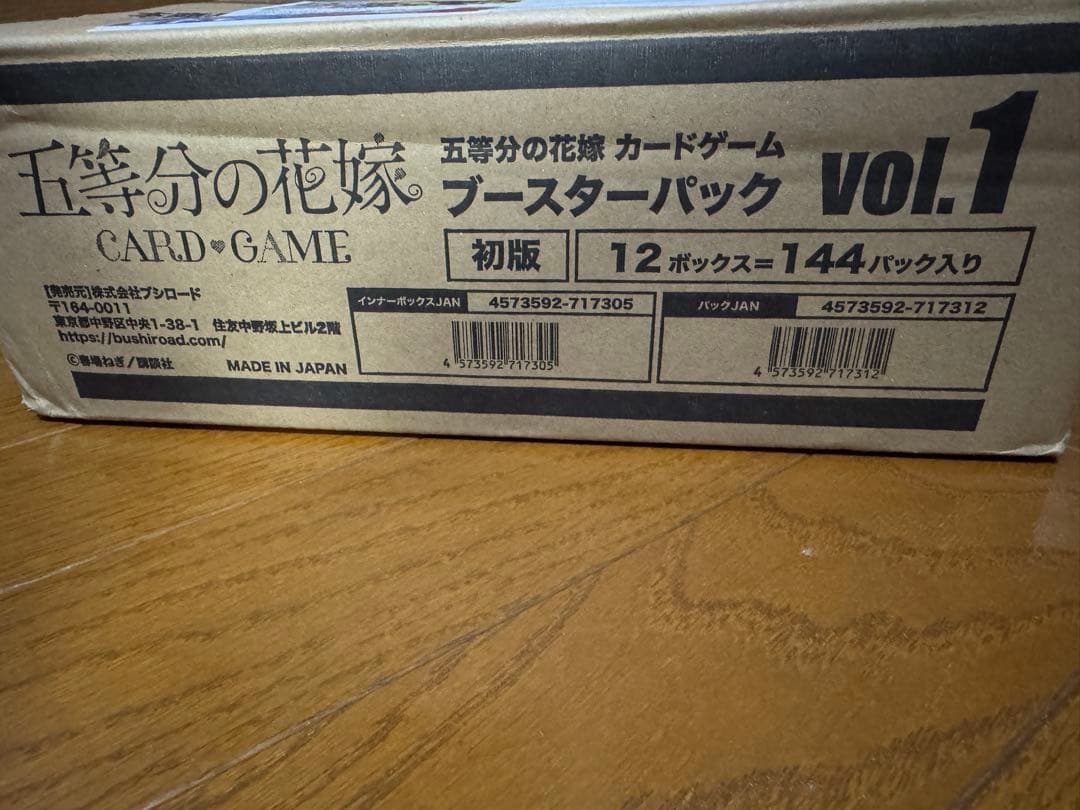 五等分の花嫁
CARD♥GAME
五等分の花嫁 カードゲーム
ブースターパック
vol.1
初版
12ボックス=144パック入り
【発売元】株式会社ブシロード
〒164-0011
東京都中野区中央1-38-1 住友中野坂上ビル2階
https://bushiroad.com/
©春場ねぎ/講談社
MADE IN JAPAN
インナーボックスJAN 4573592-717305
4 573592 717305
パックJAN 4573592-717312
4 573592 717312